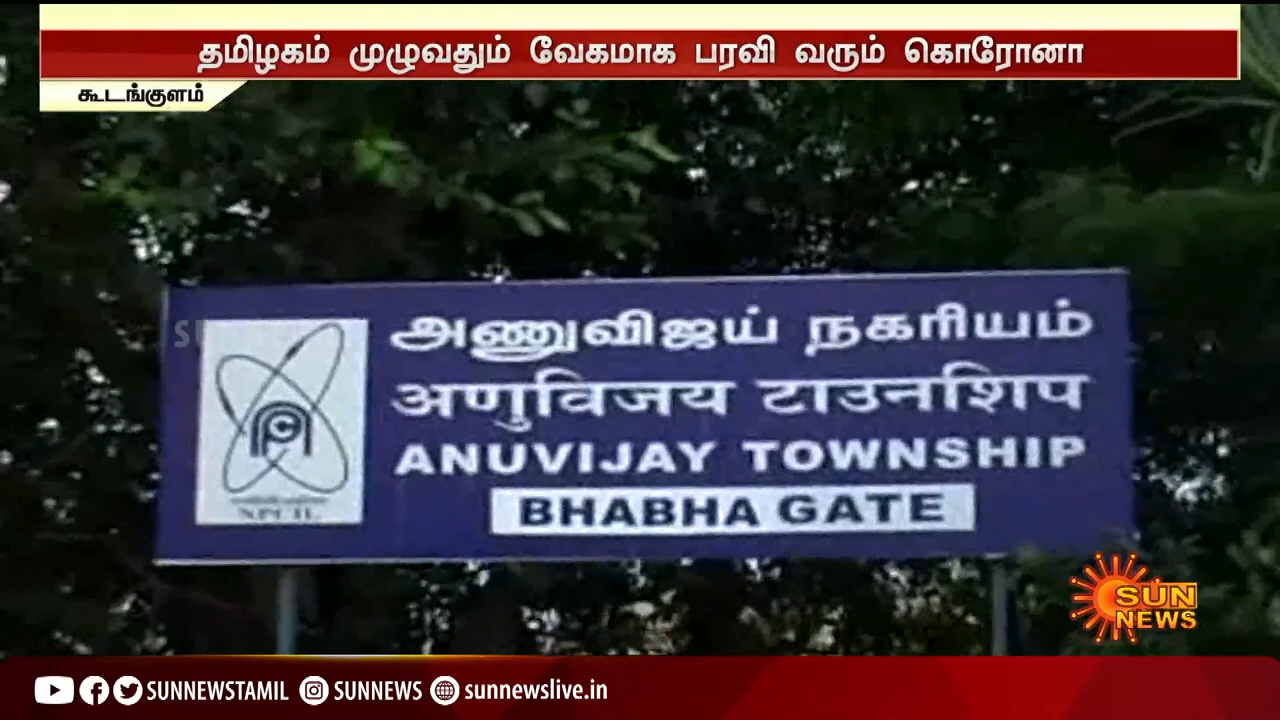 தமிழகம் முழுவதும் வேகமாக பரவி வரும் கொரோனா
கூடங்குளம்
அணுவிஜய் நகரியம்
अणुविजय टाउनशिप
ANUVIJAY TOWNSHIP
BHABHA GATE
NPCIL
SUN
NEWS
SUNNEWSTAMIL SUNNEWS sunnewslive.in